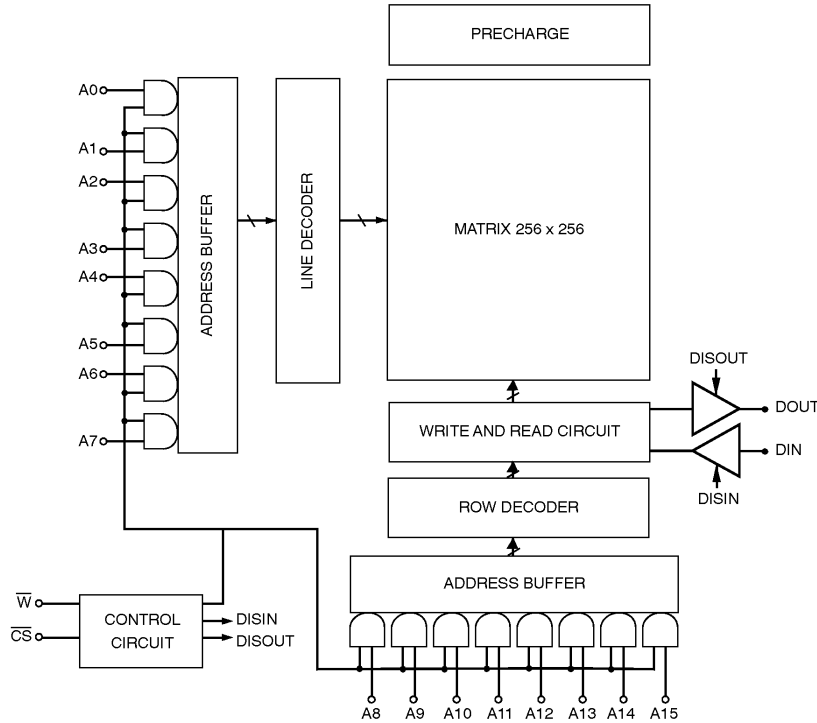 PRECHARGE
A0
A1
A2
A3
A4
A5
A6
A7
ADDRESS BUFFER
LINE DECODER
MATRIX 256 x 256
DISOUT
DOUT
WRITE AND READ CIRCUIT
DIN
DISIN
ROW DECODER
ADDRESS BUFFER
W̅
C̅S̅
CONTROL
CIRCUIT
DISIN
DISOUT
A8 A9 A10 A11 A12 A13 A14 A15